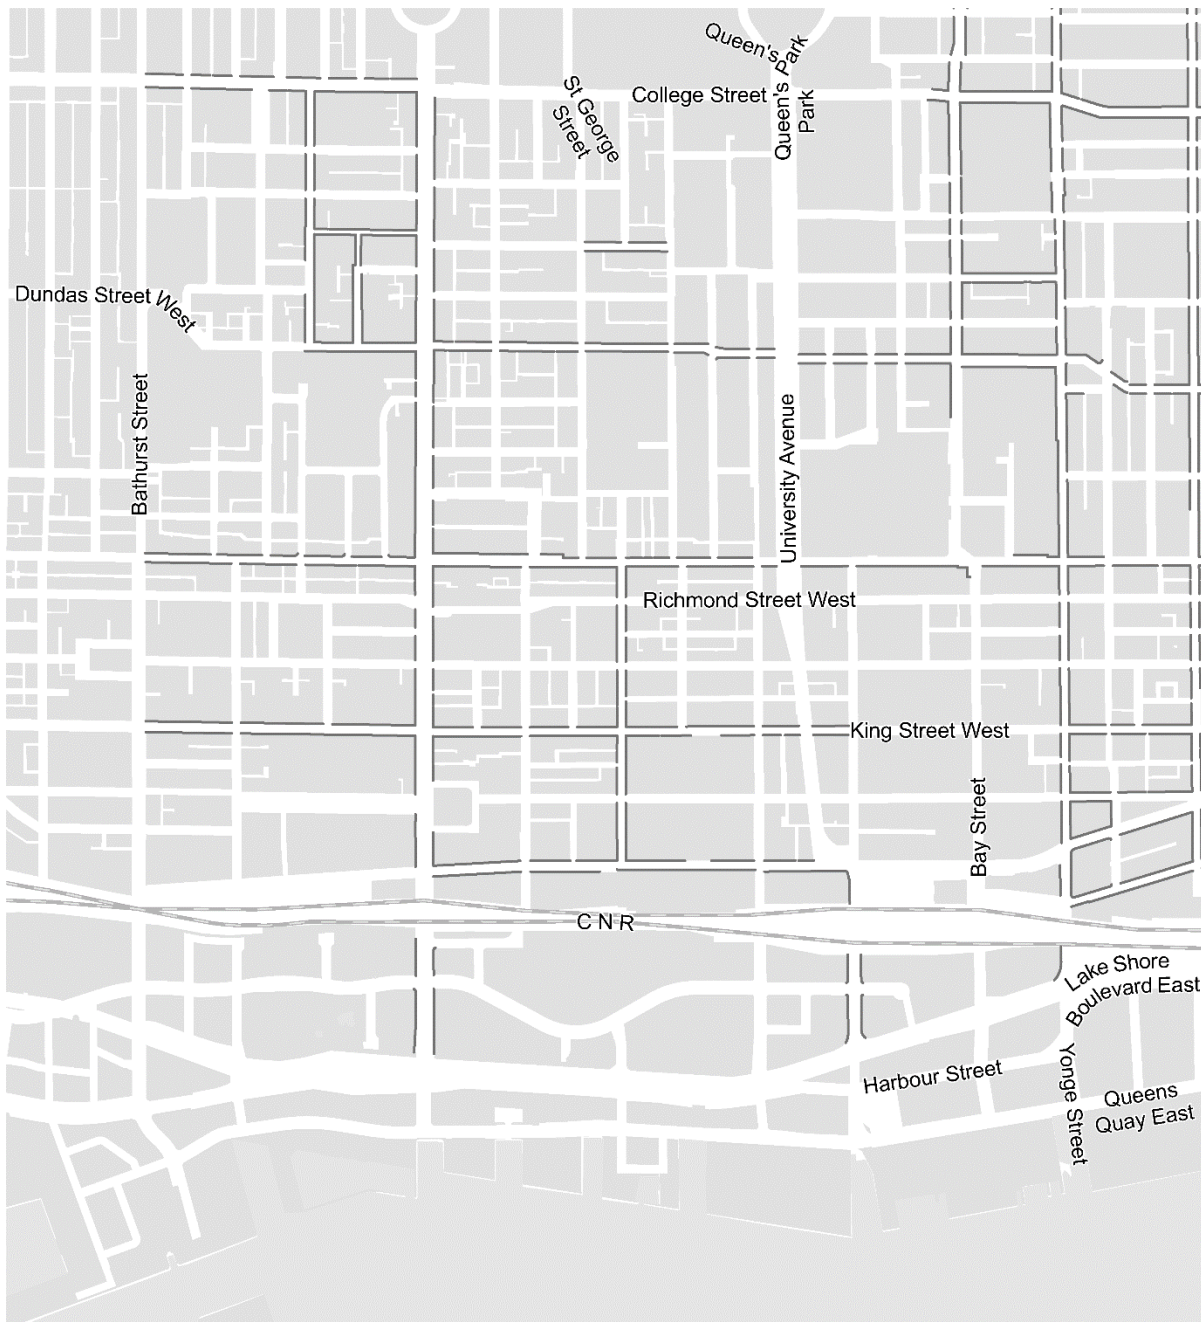 Queen's
Park
College Street
Queen's Park
St George
Street
Dundas Street West
Bathurst Street
University Avenue
Richmond Street West
King Street West
Bay Street
C N R
Lake Shore
Boulevard East
Harbour Street
Yonge Street
Queens
Quay East